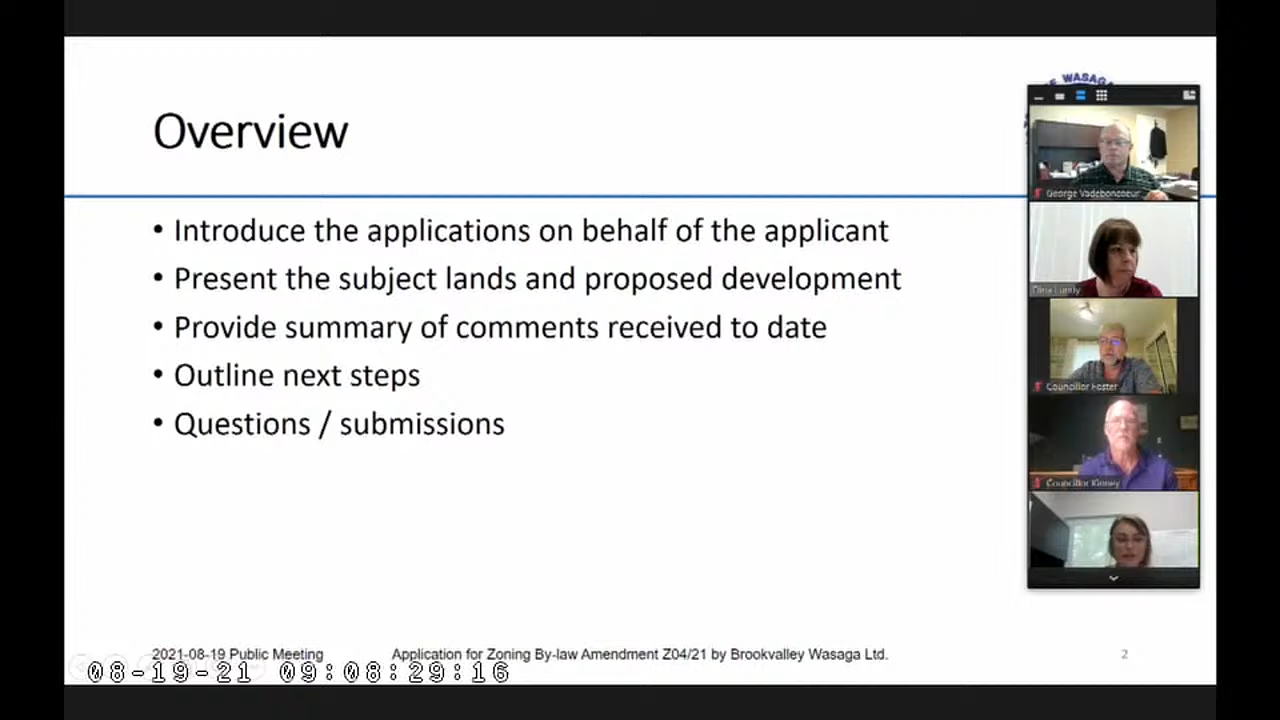 WASAGA
Overview
George Vadeboncoeur
• Introduce the applications on behalf of the applicant
• Present the subject lands and proposed development
Lundy
• Provide summary of comments received to date
• Outline next steps
Councillor Foster
• Questions / submissions
Councillor Kinney
2021-08-19 Public Meeting
Application for Zoning By-law Amendment Z04/21 by Brookvalley Wasaga Ltd.
2
08-19-21 09:08:29:16